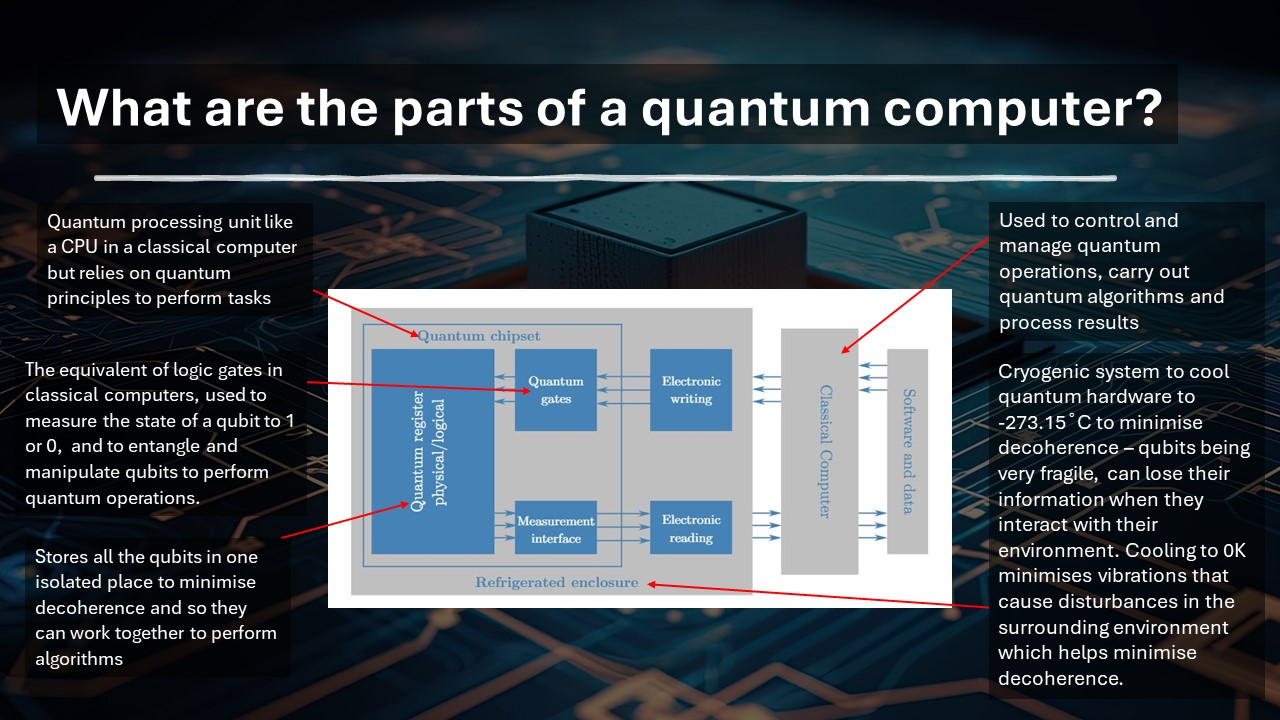 What are the parts of a quantum computer?
Quantum processing unit like
a CPU in a classical computer
but relies on quantum
principles to perform tasks
The equivalent of logic gates in
classical computers, used to
measure the state of a qubit to 1
or 0,  and to entangle and
manipulate qubits to perform
quantum operations.
Stores all the qubits in one
isolated place to minimise
decoherence and so they
can work together to perform
algorithms
Quantum chipset
Quantum register
physical/logical
Quantum
gates
Electronic
writing
Measurement
interface
Electronic
reading
Refrigerated enclosure
Classical Computer
Software and data
Used to control and
manage quantum
operations, carry out
quantum algorithms and
process results
Cryogenic system to cool
quantum hardware to
-273.15˚C to minimise
decoherence – qubits being
very fragile,  can lose their
information when they
interact with their
environment. Cooling to 0K
minimises vibrations that
cause disturbances in the
surrounding environment
which helps minimise
decoherence.